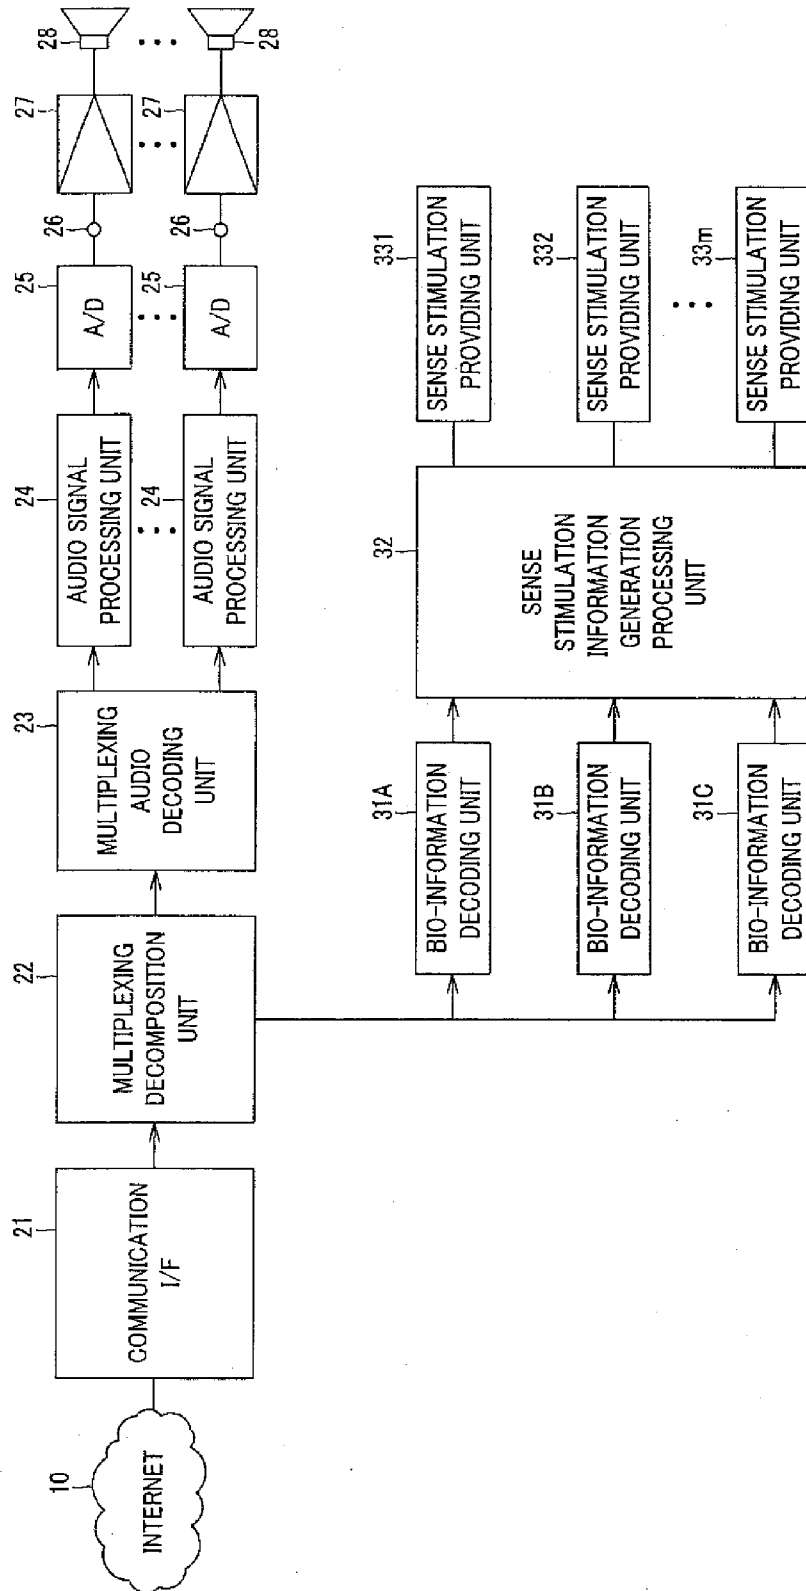 10
INTERNET
21
COMMUNICATION
I/F
22
MULTIPLEXING
DECOMPOSITION
UNIT
23
MULTIPLEXING
AUDIO
DECODING
UNIT
24
AUDIO SIGNAL
PROCESSING UNIT
24
AUDIO SIGNAL
PROCESSING UNIT
25
A/D
25
A/D
26
26
27
27
28
28
31A
BIO-INFORMATION
DECODING UNIT
31B
BIO-INFORMATION
DECODING UNIT
31C
BIO-INFORMATION
DECODING UNIT
32
SENSE
STIMULATION
INFORMATION
GENERATION
PROCESSING
UNIT
331
SENSE STIMULATION
PROVIDING UNIT
332
SENSE STIMULATION
PROVIDING UNIT
33m
SENSE STIMULATION
PROVIDING UNIT